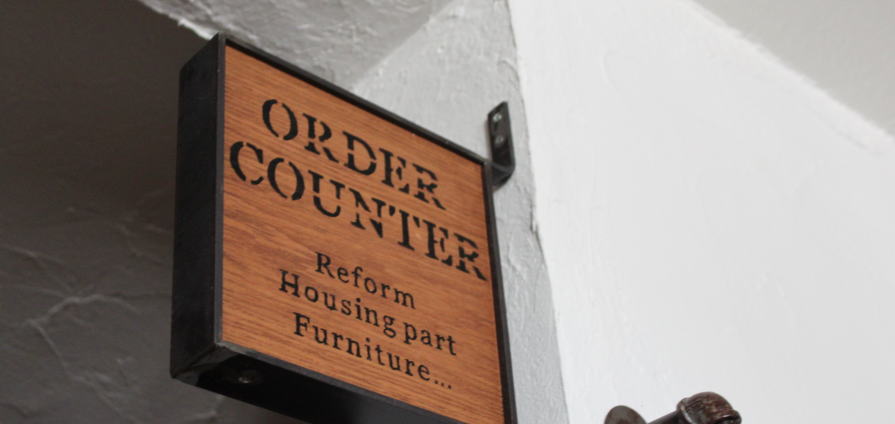 ORDER
COUNTER
Reform
Housing part
Furniture...